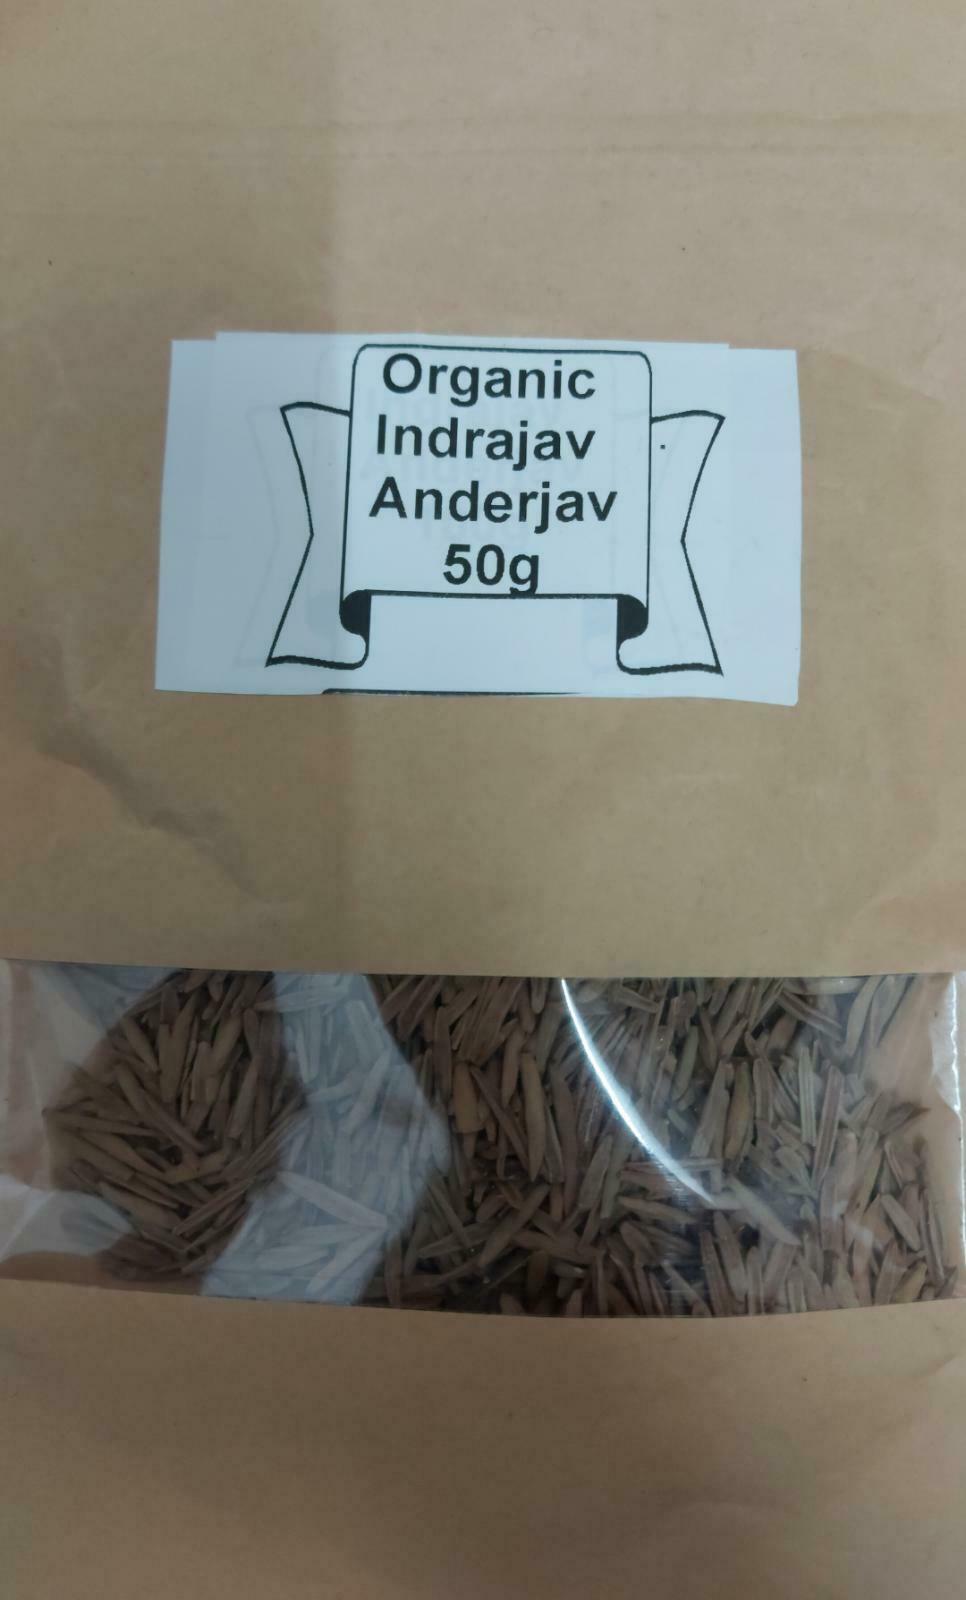 Organic
Indrajav
Anderjav
50g